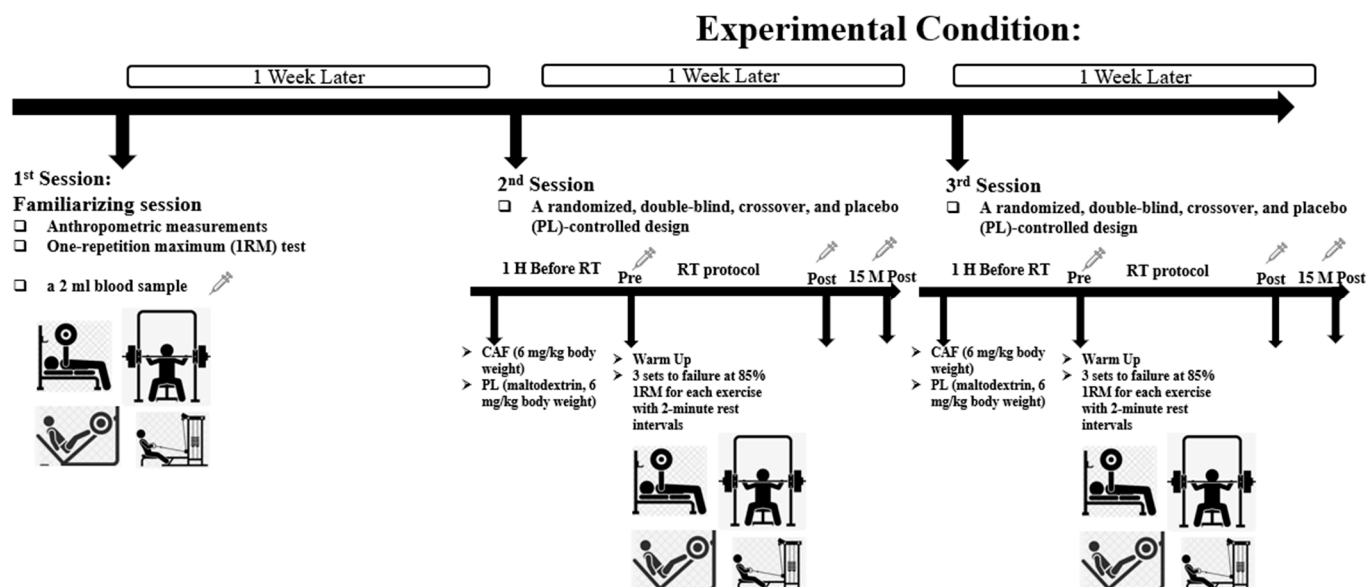 Experimental Condition:
1 Week Later
1 Week Later
1 Week Later
1st Session:
Familiarizing session
Anthropometric measurements
One-repetition maximum (1RM) test
a 2 ml blood sample
2nd Session
A randomized, double-blind, crossover, and placebo
(PL)-controlled design
1 H Before RT
Pre
RT protocol
Post
15 M Post
CAF (6 mg/kg body
weight)
PL (maltodextrin, 6
mg/kg body weight)
Warm Up
3 sets to failure at 85%
1RM for each exercise
with 2-minute rest
intervals
3rd Session
A randomized, double-blind, crossover, and placebo
(PL)-controlled design
1 H Before RT
Pre
RT protocol
Post
15 M Post
CAF (6 mg/kg body
weight)
PL (maltodextrin, 6
mg/kg body weight)
Warm Up
3 sets to failure at 85%
1RM for each exercise
with 2-minute rest
intervals